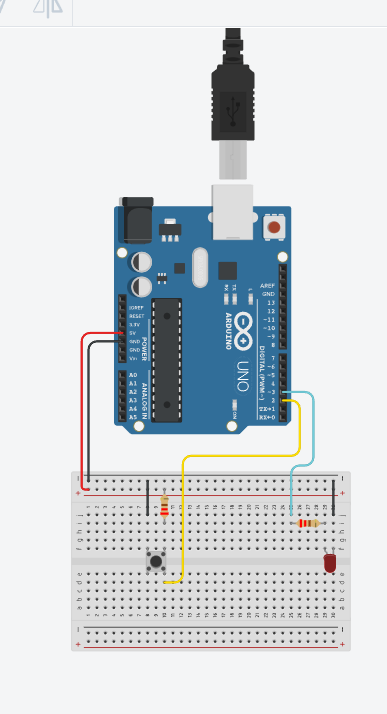 AREF
GND
13
12
~11
~10
~9
8
7
~6
~5
4
~3
2
TX→1
RX←0
DIGITAL (PWM~)
IOREF
RESET
3.3V
5V
GND
GND
Vin
POWER
A0
A1
A2
A3
A4
A5
ANALOG IN
TX
RX
L
ON
ARDUINO
UNO
a b c d e
f g h i j